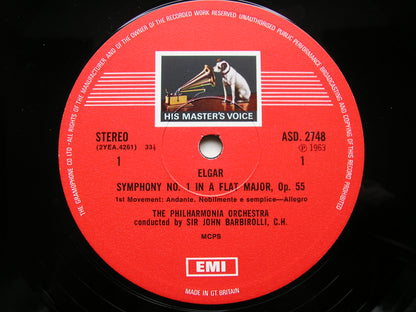 THE GRAMOPHONE CO. LTD. ALL RIGHTS OF THE MANUFACTURER AND OF THE OWNER OF THE RECORDED WORK RESERVED UNAUTHORISED PUBLIC PERFORMANCE BROADCASTING AND COPYING OF THIS RECORD PROHIBITED
HIS MASTER'S VOICE
STEREO
(2YEA.4261) 33⅓
1
ASD. 2748
Ⓟ 1963
1
ELGAR
SYMPHONY NO. 1 IN A FLAT MAJOR, Op. 55
1st Movement: Andante. Nobilmente e semplice—Allegro
THE PHILHARMONIA ORCHESTRA
conducted by SIR JOHN BARBIROLLI, C.H.
MCPS
EMI
MADE IN GT. BRITAIN